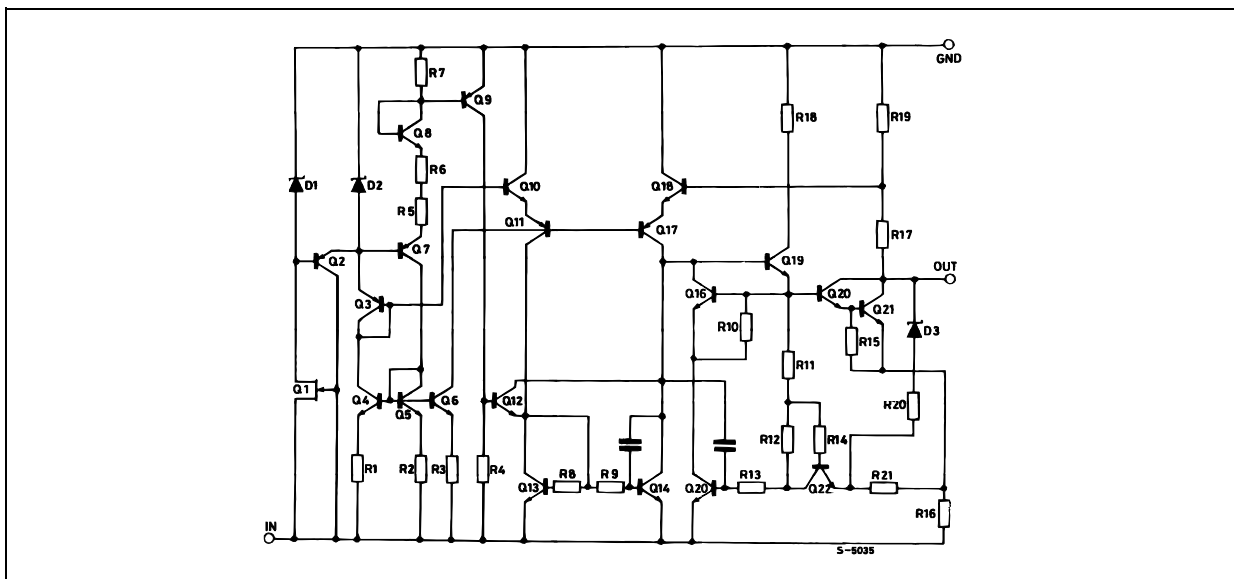 GND
R7
Q9
Q8
R18
R19
R6
D1
D2
Q10
Q18
R5
Q11
Q17
R17
Q2
Q7
OUT
Q19
Q3
Q16
Q20
Q21
R10
R15
D3
R11
Q1
Q4
Q5
Q6
Q12
R20
R12
R14
R1
R2
R3
R4
Q13
R8
R9
Q14
Q20
R13
Q22
R21
R16
IN
S-5035